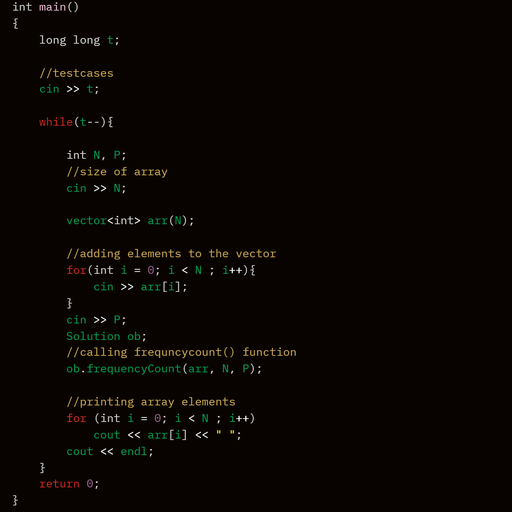 int main()
{
long long t;
//testcases
cin >> t;
while(t--){
int N, P;
//size of array
cin >> N;
vector<int> arr(N);
//adding elements to the vector
for(int i = 0; i < N ; i++){
cin >> arr[i];
}
cin >> P;
Solution ob;
//calling frequncycount() function
ob.frequencyCount(arr, N, P);
//printing array elements
for (int i = 0; i < N ; i++)
cout << arr[i] << " ";
cout << endl;
}
return 0;
}